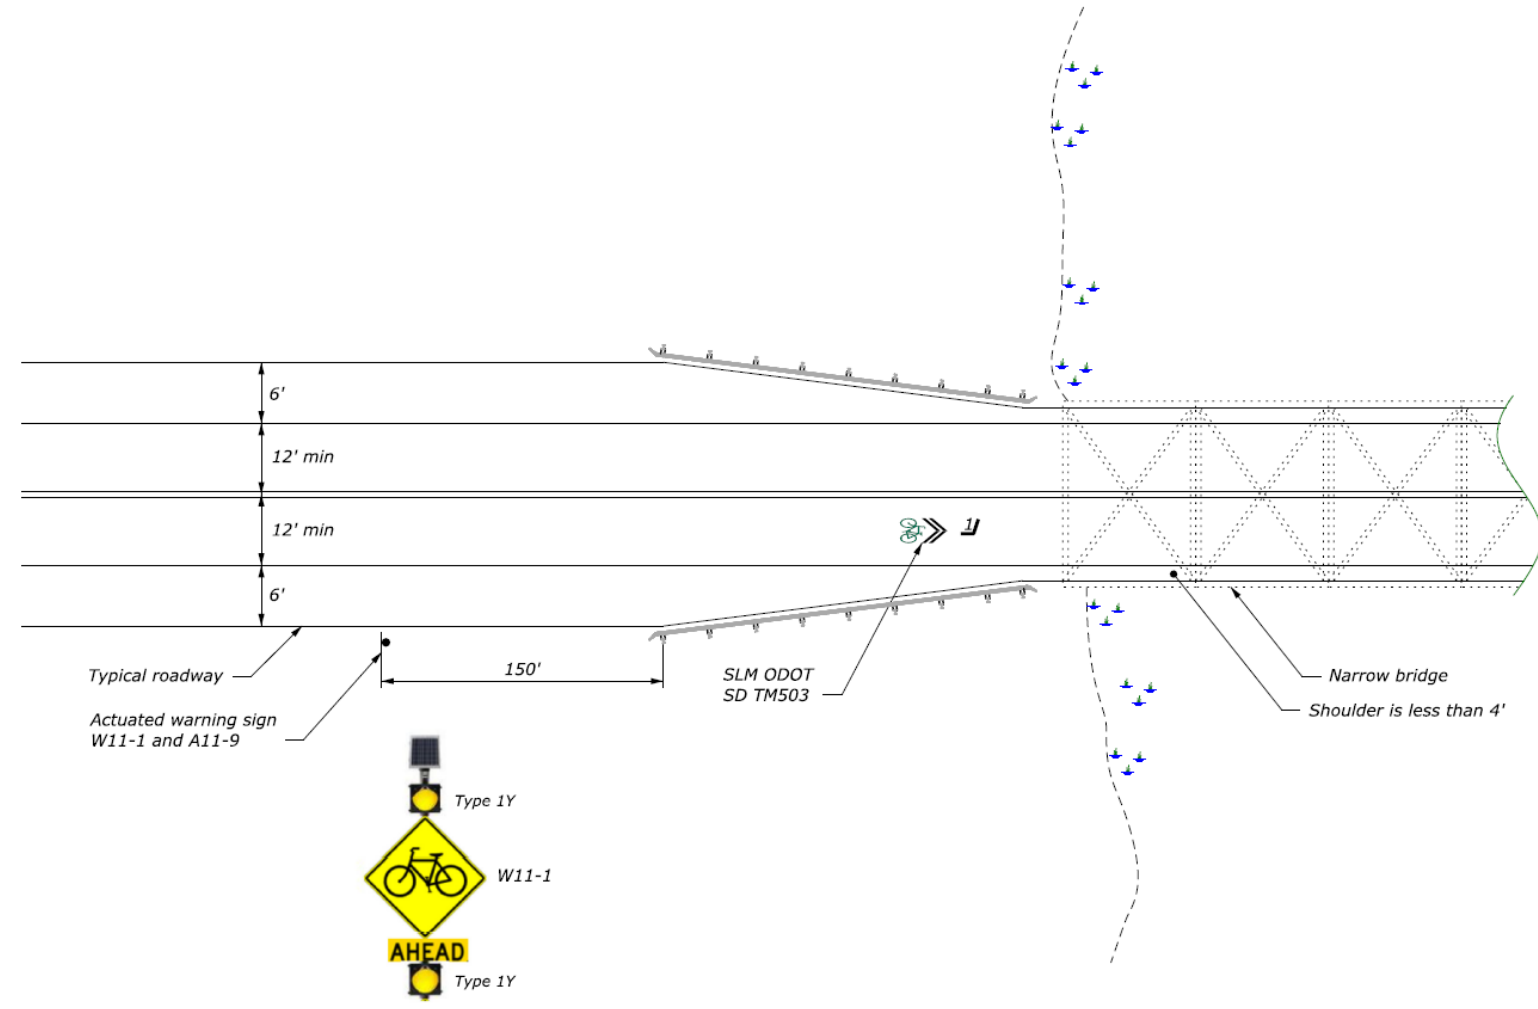 6'
12' min
12' min
6'
1
Typical roadway
150'
SLM ODOT
SD TM503
Narrow bridge
Shoulder is less than 4'
Actuated warning sign
W11-1 and A11-9
Type 1Y
W11-1
AHEAD
Type 1Y